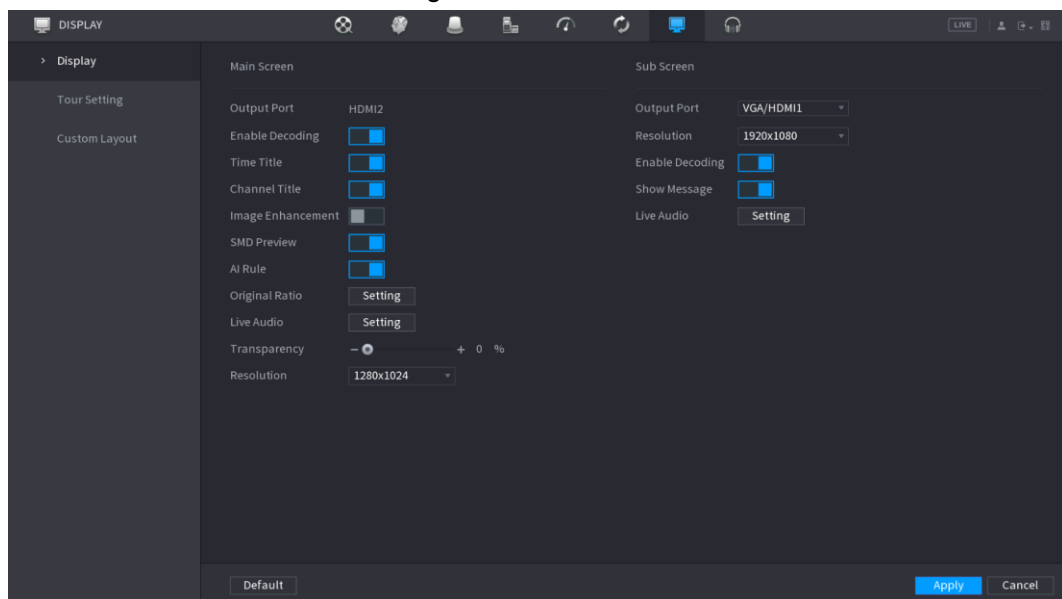 DISPLAY
LIVE
Display
Tour Setting
Custom Layout
Main Screen
Output Port HDMI2
Enable Decoding
Time Title
Channel Title
Image Enhancement
SMD Preview
AI Rule
Original Ratio Setting
Live Audio Setting
Transparency − + 0 %
Resolution 1280x1024
Sub Screen
Output Port VGA/HDMI1
Resolution 1920x1080
Enable Decoding
Show Message
Live Audio Setting
Default
Apply
Cancel